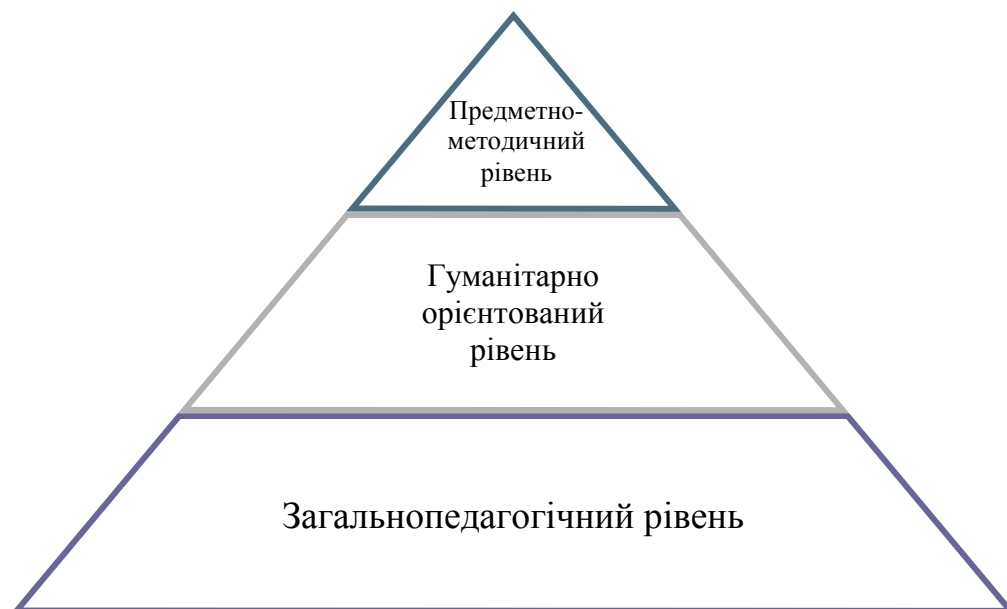 Предметно-
методичний
рівень
Гуманітарно
орієнтований
рівень
Загальнопедагогічний рівень